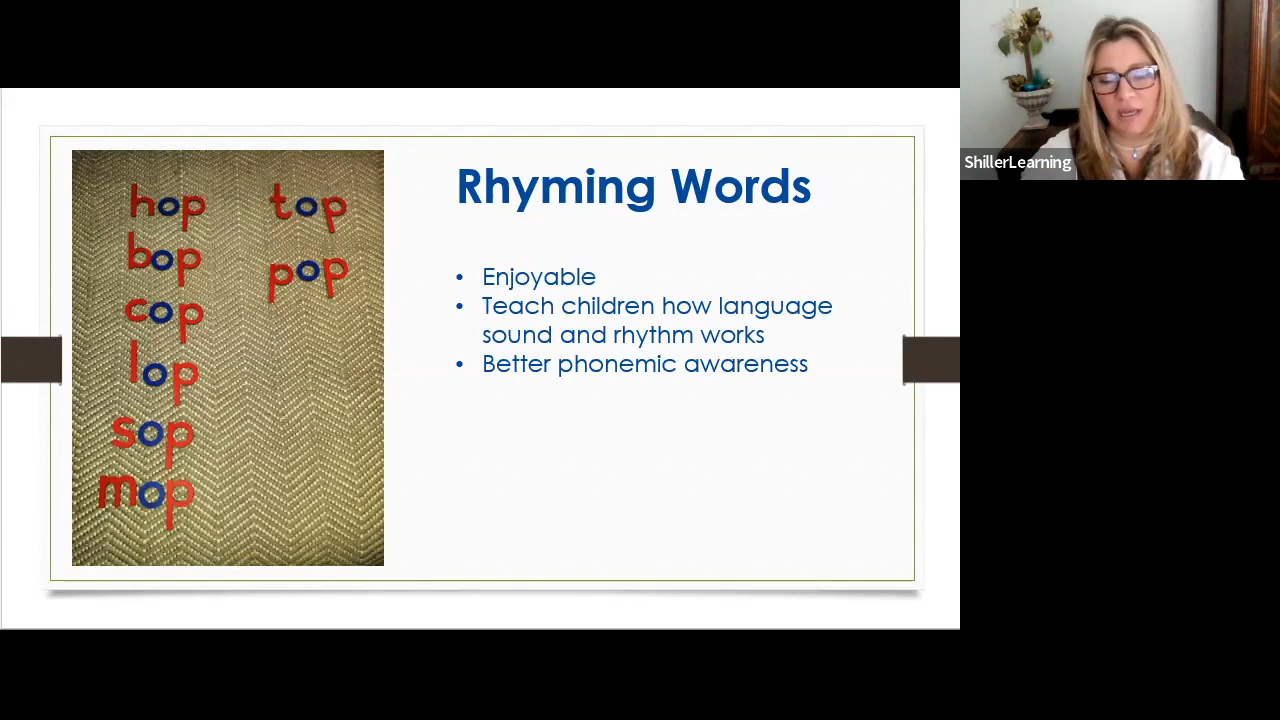 hop
bop
cop
lop
sop
mop
top
pop
Rhyming Words
• Enjoyable
• Teach children how language
sound and rhythm works
• Better phonemic awareness
ShillerLearning